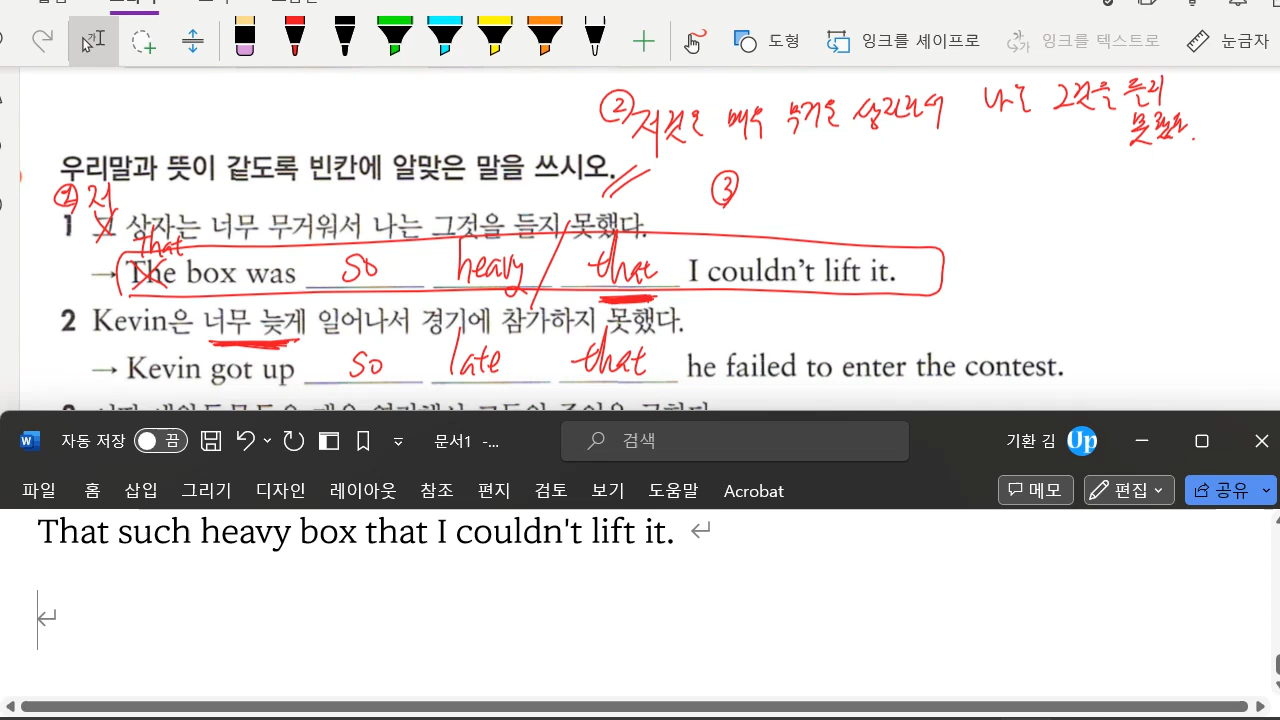 도형 잉크를 셰이프로 잉크를 텍스트로 눈금자
② 저것은 매우 무거운 상자라서 나는 그것을 들지
못했다.
우리말과 뜻이 같도록 빈칸에 알맞은 말을 쓰시오.
저
③
1 그 상자는 너무 무거워서 나는 그것을 들지 못했다.
that
→ The box was so heavy that I couldn't lift it.
2 Kevin은 너무 늦게 일어나서 경기에 참가하지 못했다.
→ Kevin got up so late that he failed to enter the contest.
자동 저장 끔 문서1 -... 검색 기환 김 Up
파일 홈 삽입 그리기 디자인 레이아웃 참조 편지 검토 보기 도움말 Acrobat 메모 편집 공유
That such heavy box that I couldn't lift it.